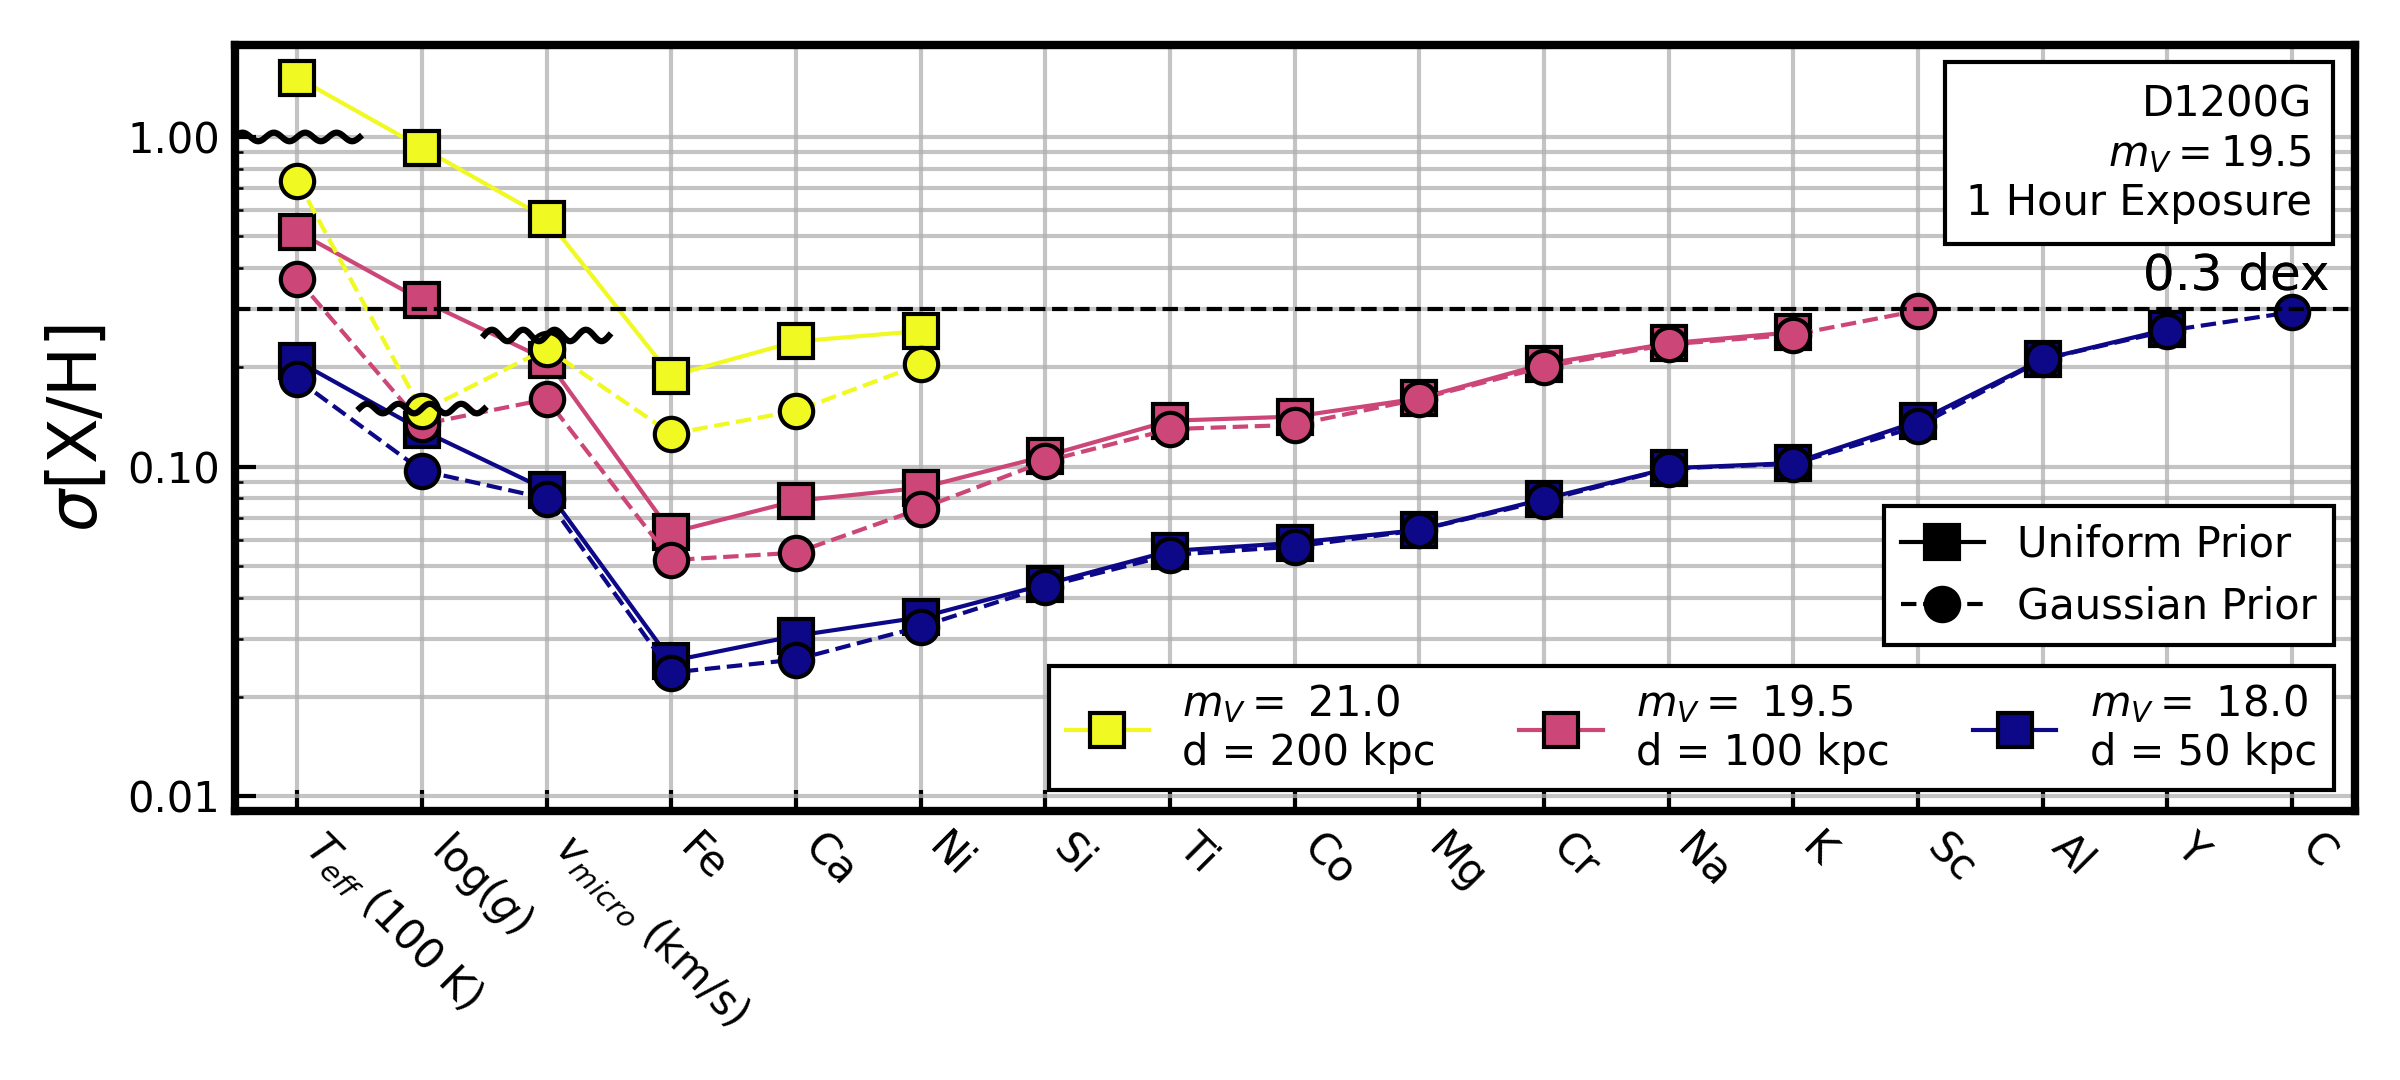 σ[X/H]
1.00
0.10
0.01
D1200G
m_V = 19.5
1 Hour Exposure
0.3 dex
Uniform Prior
Gaussian Prior
m_V = 21.0
d = 200 kpc
m_V = 19.5
d = 100 kpc
m_V = 18.0
d = 50 kpc
T_eff (100 K)
log(g)
v_micro (km/s)
Fe
Ca
Ni
Si
Ti
Co
Mg
Cr
Na
K
Sc
Al
Y
C